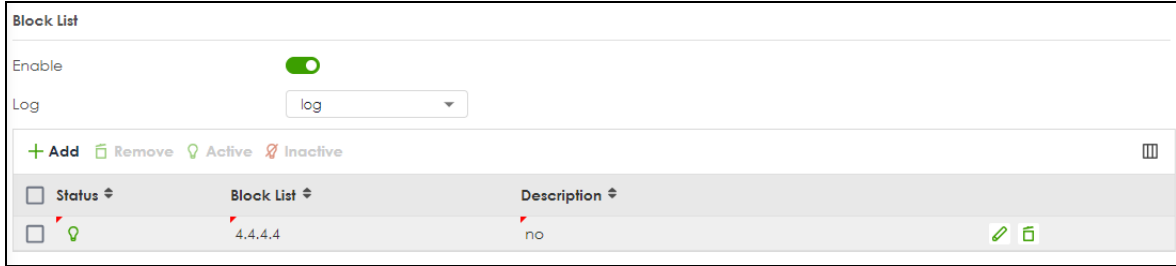 Block List
Enable
Log log
Add Remove Active Inactive
Status Block List Description
4.4.4.4 no